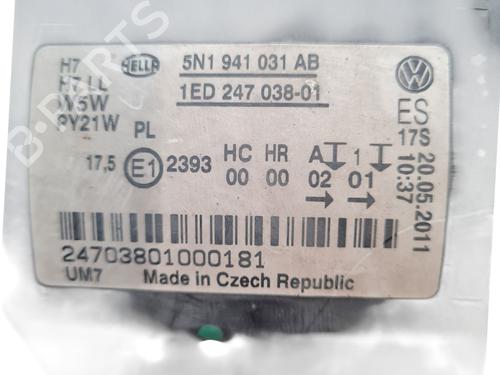 H7
H7 LL
W5W
PY21W
HELLA
5N1 941 031 AB
1ED 247 038-01
PL
ES
17S 20.05.2011
10:37
17,5 E1 2393
HC HR A 1
00 00 02 01
24703801000181
UM7 Made in Czech Republic
B-PARTS